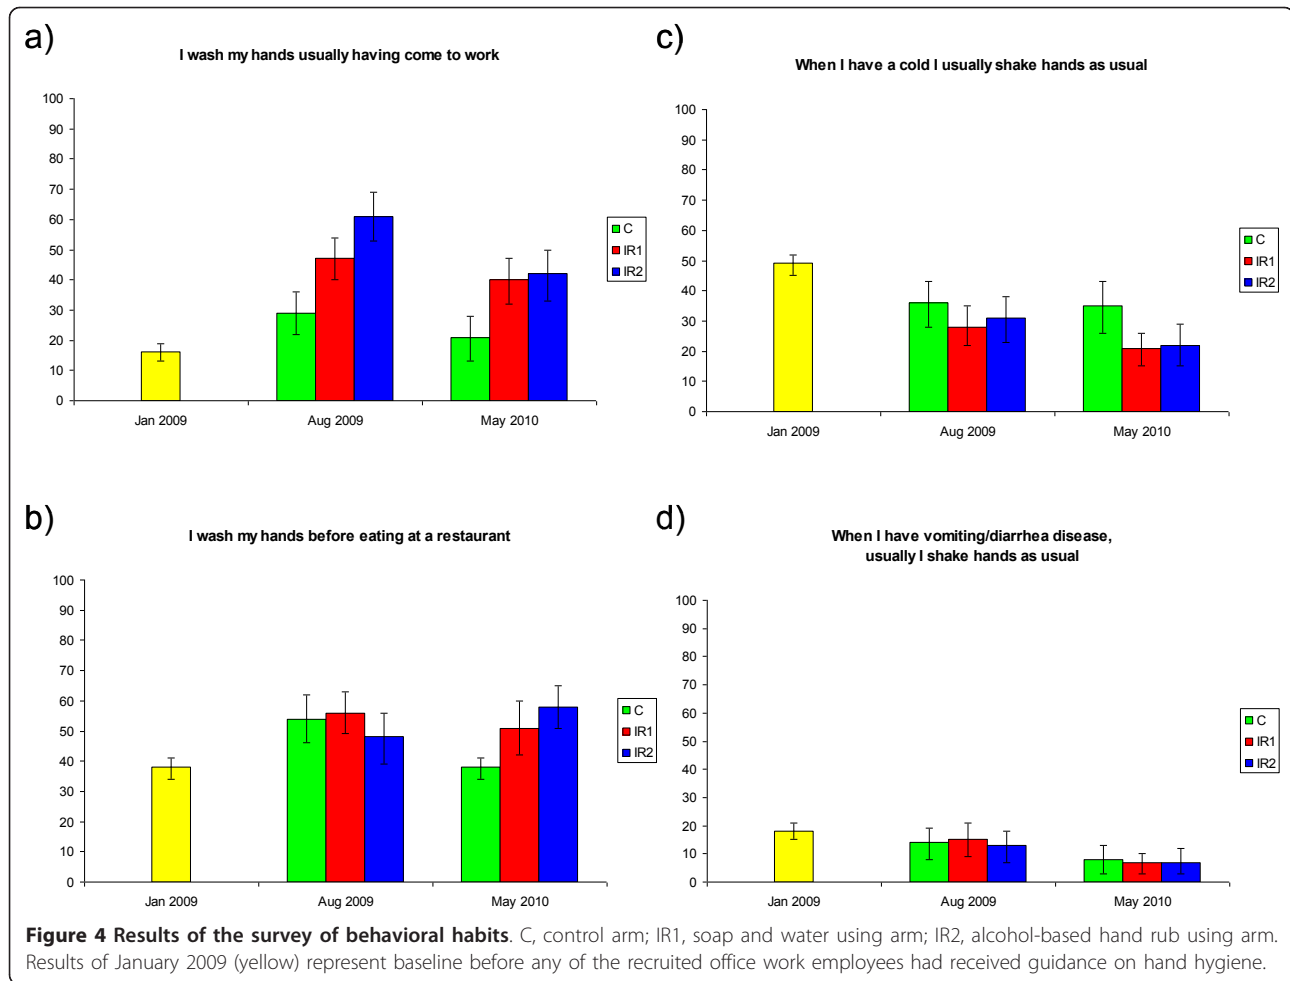 a)
I wash my hands usually having come to work
100
90
80
70
60
50
40
30
20
10
0
Jan 2009 Aug 2009 May 2010
C
IR1
IR2
c)
When I have a cold I usually shake hands as usual
100
90
80
70
60
50
40
30
20
10
0
Jan 2009 Aug 2009 May 2010
C
IR1
IR2
b)
I wash my hands before eating at a restaurant
100
90
80
70
60
50
40
30
20
10
0
Jan 2009 Aug 2009 May 2010
C
IR1
IR2
d)
When I have vomiting/diarrhea disease,
usually I shake hands as usual
100
90
80
70
60
50
40
30
20
10
0
Jan 2009 Aug 2009 May 2010
C
IR1
IR2
Figure 4 Results of the survey of behavioral habits. C, control arm; IR1, soap and water using arm; IR2, alcohol-based hand rub using arm.
Results of January 2009 (yellow) represent baseline before any of the recruited office work employees had received guidance on hand hygiene.